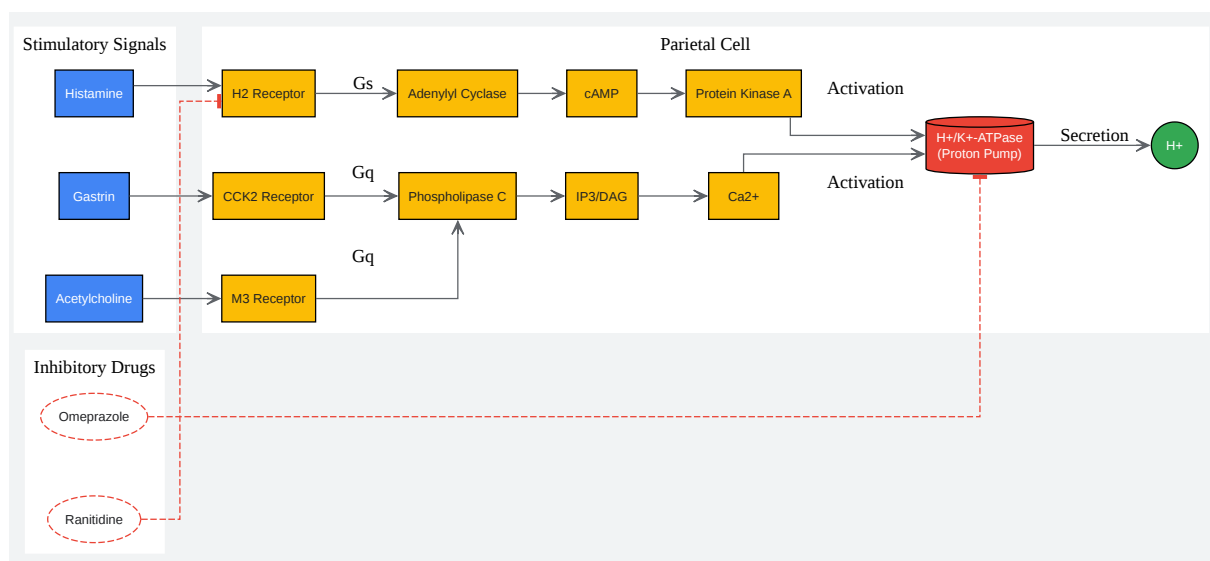 Stimulatory Signals
Parietal Cell
Histamine
H2 Receptor
Gs
Adenylyl Cyclase
cAMP
Protein Kinase A
Activation
H+/K+-ATPase
(Proton Pump)
Secretion
H+
Gastrin
CCK2 Receptor
Gq
Phospholipase C
IP3/DAG
Ca2+
Activation
Gq
Acetylcholine
M3 Receptor
Inhibitory Drugs
Omeprazole
Ranitidine